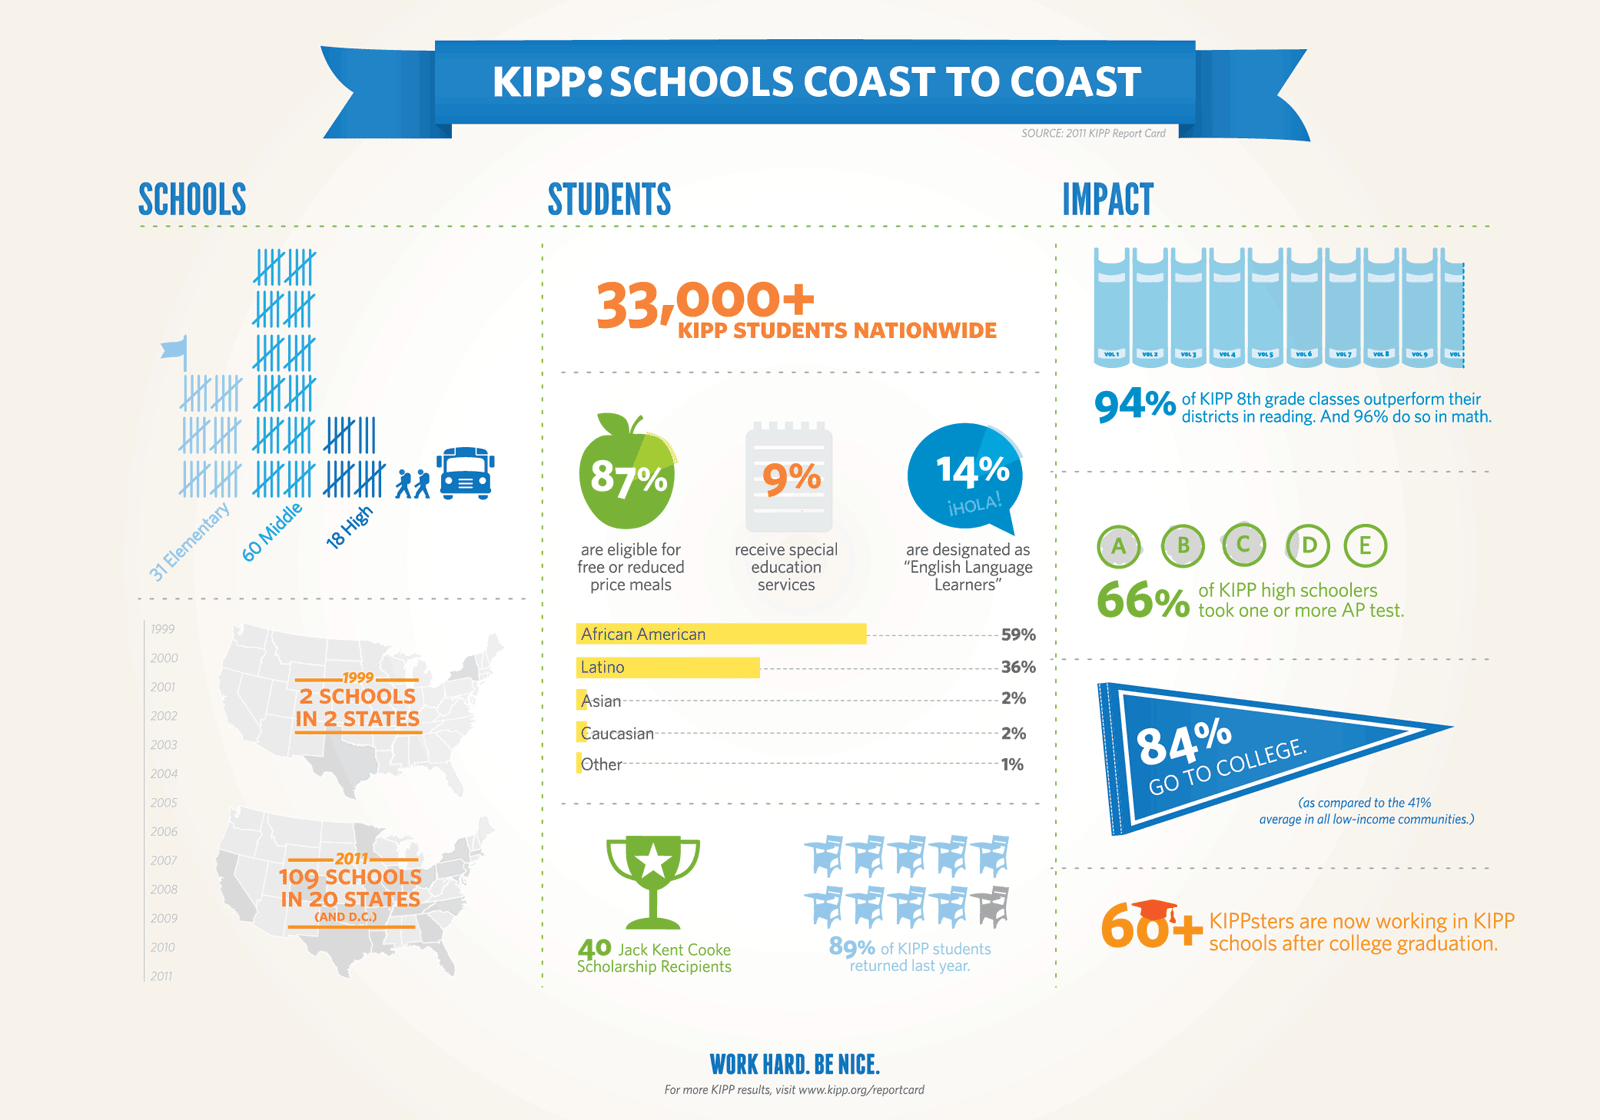 KIPP: SCHOOLS COAST TO COAST
SOURCE: 2011 KIPP Report Card
SCHOOLS
31 Elementary
60 Middle
18 High
1999
2000
2001
2002
2003
2004
2005
2006
2007
2008
2009
2010
2011
1999
2 SCHOOLS
IN 2 STATES
2011
109 SCHOOLS
IN 20 STATES
(AND D.C.)
STUDENTS
33,000+
KIPP STUDENTS NATIONWIDE
87%
are eligible for
free or reduced
price meals
9%
receive special
education
services
14%
¡HOLA!
are designated as
“English Language
Learners”
African American 59%
Latino 36%
Asian 2%
Caucasian 2%
Other 1%
40 Jack Kent Cooke
Scholarship Recipients
89% of KIPP students
returned last year.
IMPACT
VOL 1 VOL 2 VOL 3 VOL 4 VOL 5 VOL 6 VOL 7 VOL 8 VOL 9 VOL
94% of KIPP 8th grade classes outperform their
districts in reading. And 96% do so in math.
A B C D E
66% of KIPP high schoolers
took one or more AP test.
84%
GO TO COLLEGE.
(as compared to the 41%
average in all low-income communities.)
60+ KIPPsters are now working in KIPP
schools after college graduation.
WORK HARD. BE NICE.
For more KIPP results, visit www.kipp.org/reportcard